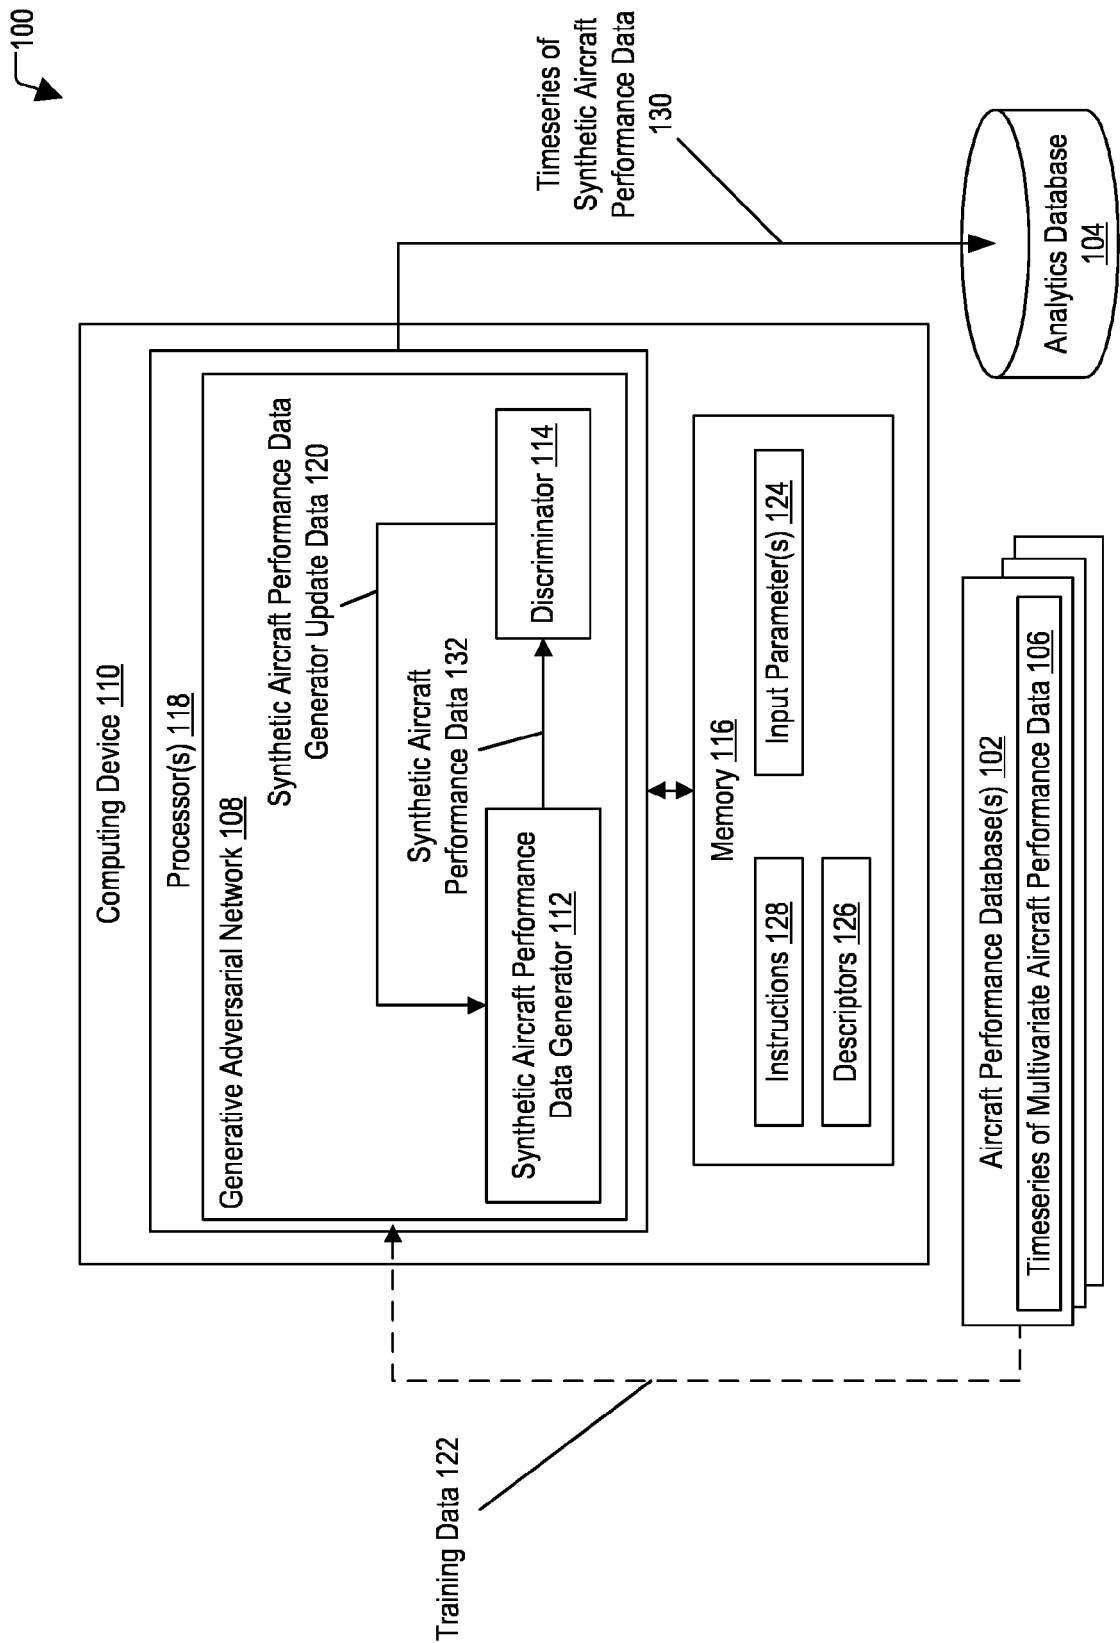 100
Computing Device 110
Processor(s) 118
Generative Adversarial Network 108
Synthetic Aircraft Performance Data
Generator Update Data 120
Synthetic Aircraft
Performance Data 132
Synthetic Aircraft Performance
Data Generator 112
Discriminator 114
Timeseries of
Synthetic Aircraft
Performance Data
130
Training Data 122
Memory 116
Instructions 128
Input Parameter(s) 124
Descriptors 126
Aircraft Performance Database(s) 102
Timeseries of Multivariate Aircraft Performance Data 106
Analytics Database
104